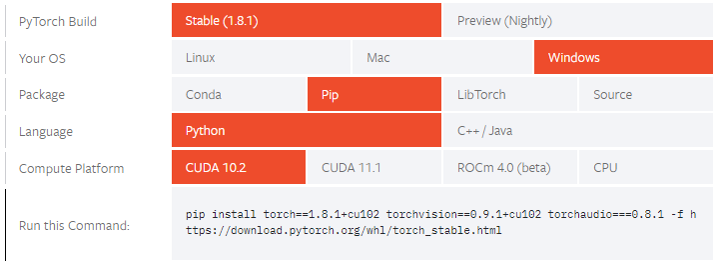 PyTorch Build Stable (1.8.1) Preview (Nightly)
Your OS Linux Mac Windows
Package Conda Pip LibTorch Source
Language Python C++ / Java
Compute Platform CUDA 10.2 CUDA 11.1 ROCm 4.0 (beta) CPU
Run this Command:
pip install torch==1.8.1+cu102 torchvision==0.9.1+cu102 torchaudio===0.8.1 -f h
ttps://download.pytorch.org/whl/torch_stable.html